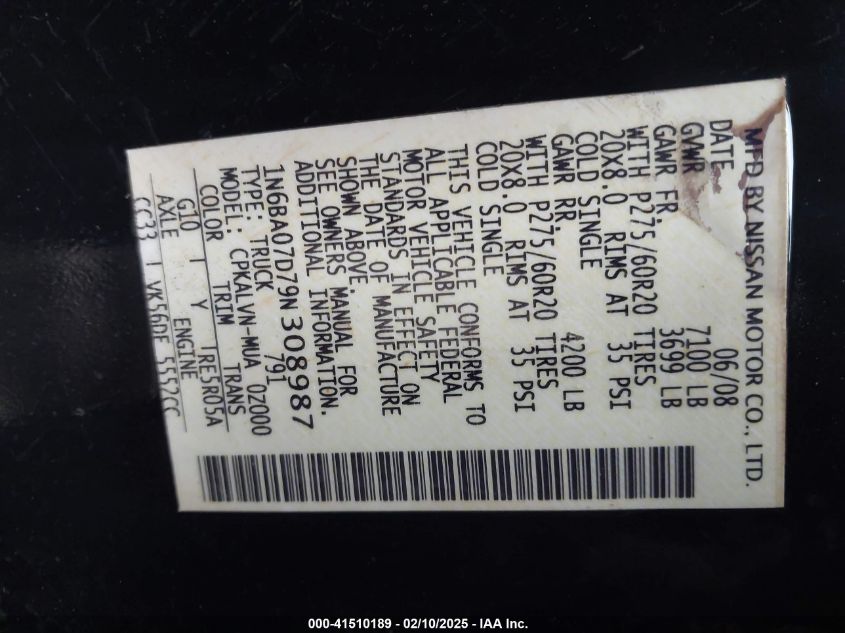 MFD BY NISSAN MOTOR CO., LTD.
DATE 06/08
GVWR 7100 LB
GAWR FR. 3699 LB
WITH P275/60R20 TIRES
20X8.0 RIMS AT 35 PSI
COLD SINGLE
GAWR RR. 4200 LB
WITH P275/60R20 TIRES
20X8.0 RIMS AT 35 PSI
COLD SINGLE
THIS VEHICLE CONFORMS TO
ALL APPLICABLE FEDERAL
MOTOR VEHICLE SAFETY
STANDARDS IN EFFECT ON
THE DATE OF MANUFACTURE
SHOWN ABOVE.
SEE OWNERS MANUAL FOR
ADDITIONAL INFORMATION.
1N6BA07D79N308987
TYPE: TRUCK 791
MODEL: CPKALVN-MUA 0Z000
COLOR TRIM TRANS
G10 Y RE5R05A
AXLE ENGINE
CC33 VK56DE 5552CC
000-41510189 - 02/10/2025 - IAA Inc.